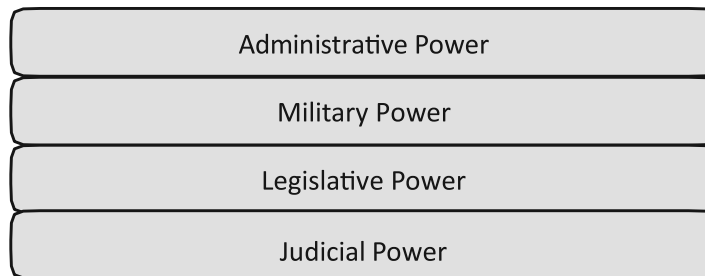 Administrative Power
Military Power
Legislative Power
Judicial Power